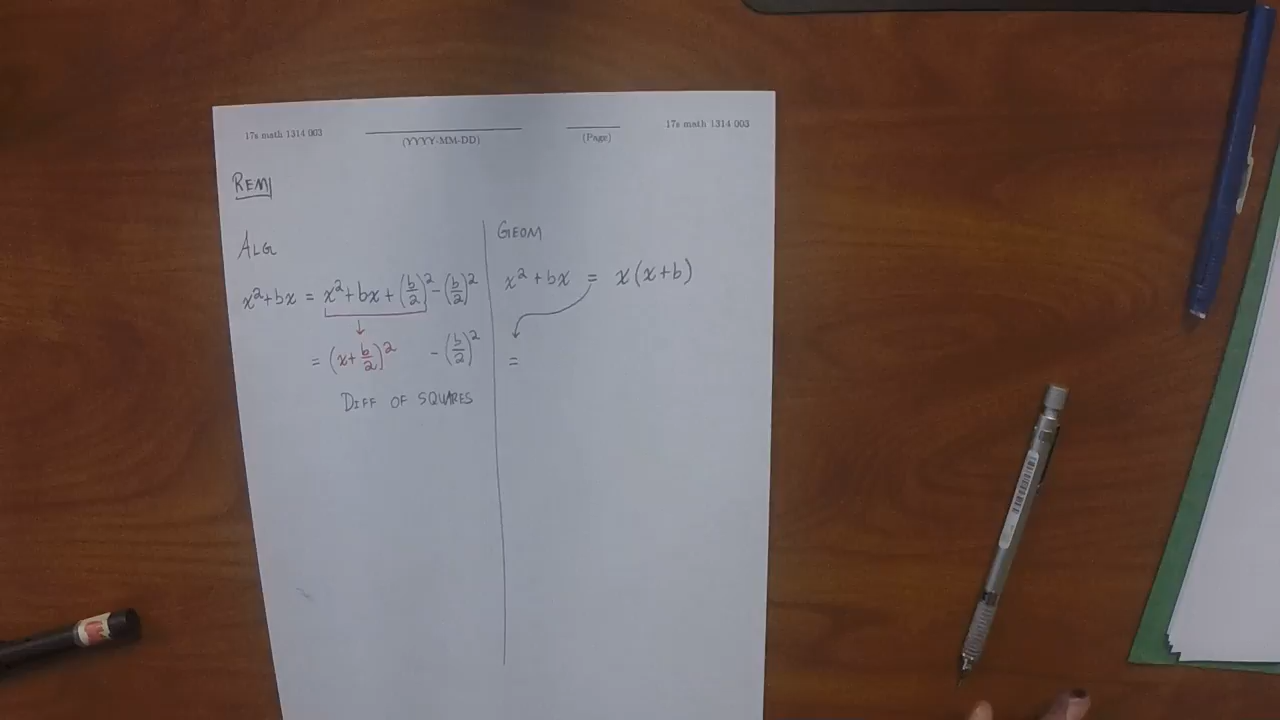 17s math 1314 003
(YYYY-MM-DD)
(Page)
17s math 1314 003
REM
ALG
x²+bx = x²+bx+(b/2)²-(b/2)²
= (x+b/2)² -(b/2)²
DIFF OF SQUARES
GEOM
x²+bx = x(x+b)
=